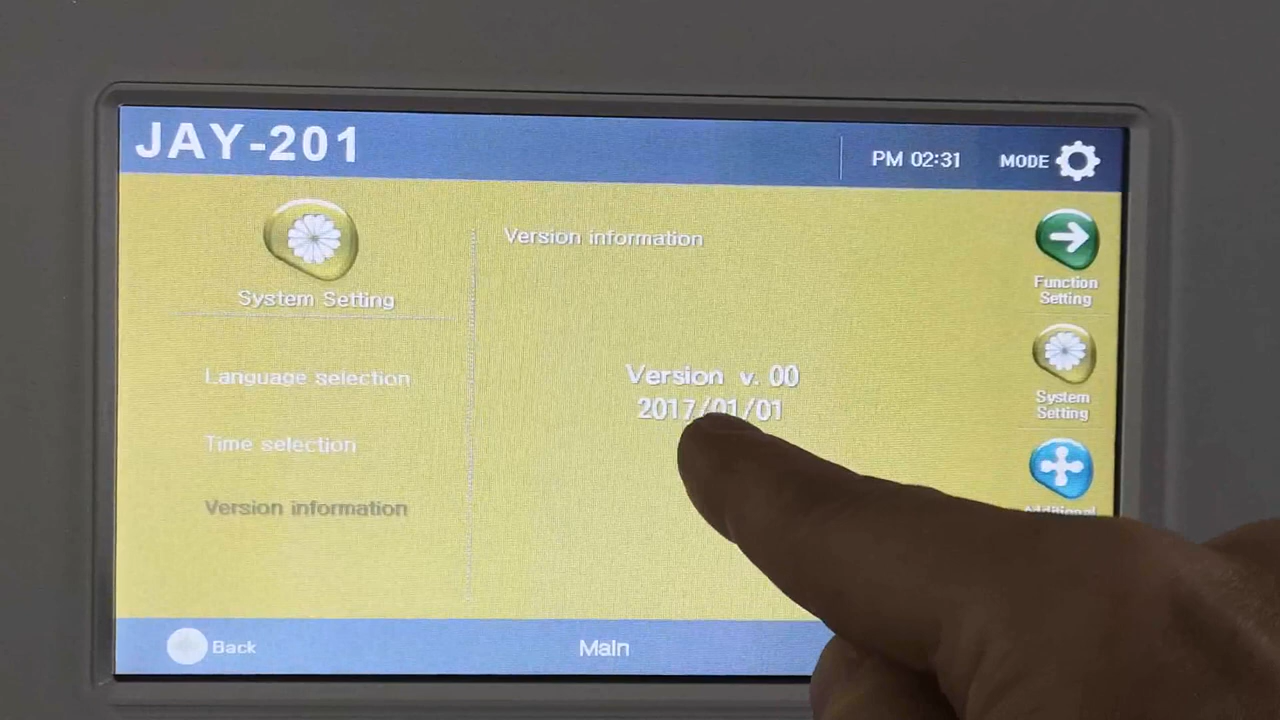 JAY-201
PM 02:31
MODE
System Setting
Language selection
Time selection
Version information
Version information
Version v. 00
2017/01/01
Function
Setting
System
Setting
Additional
Back
Main